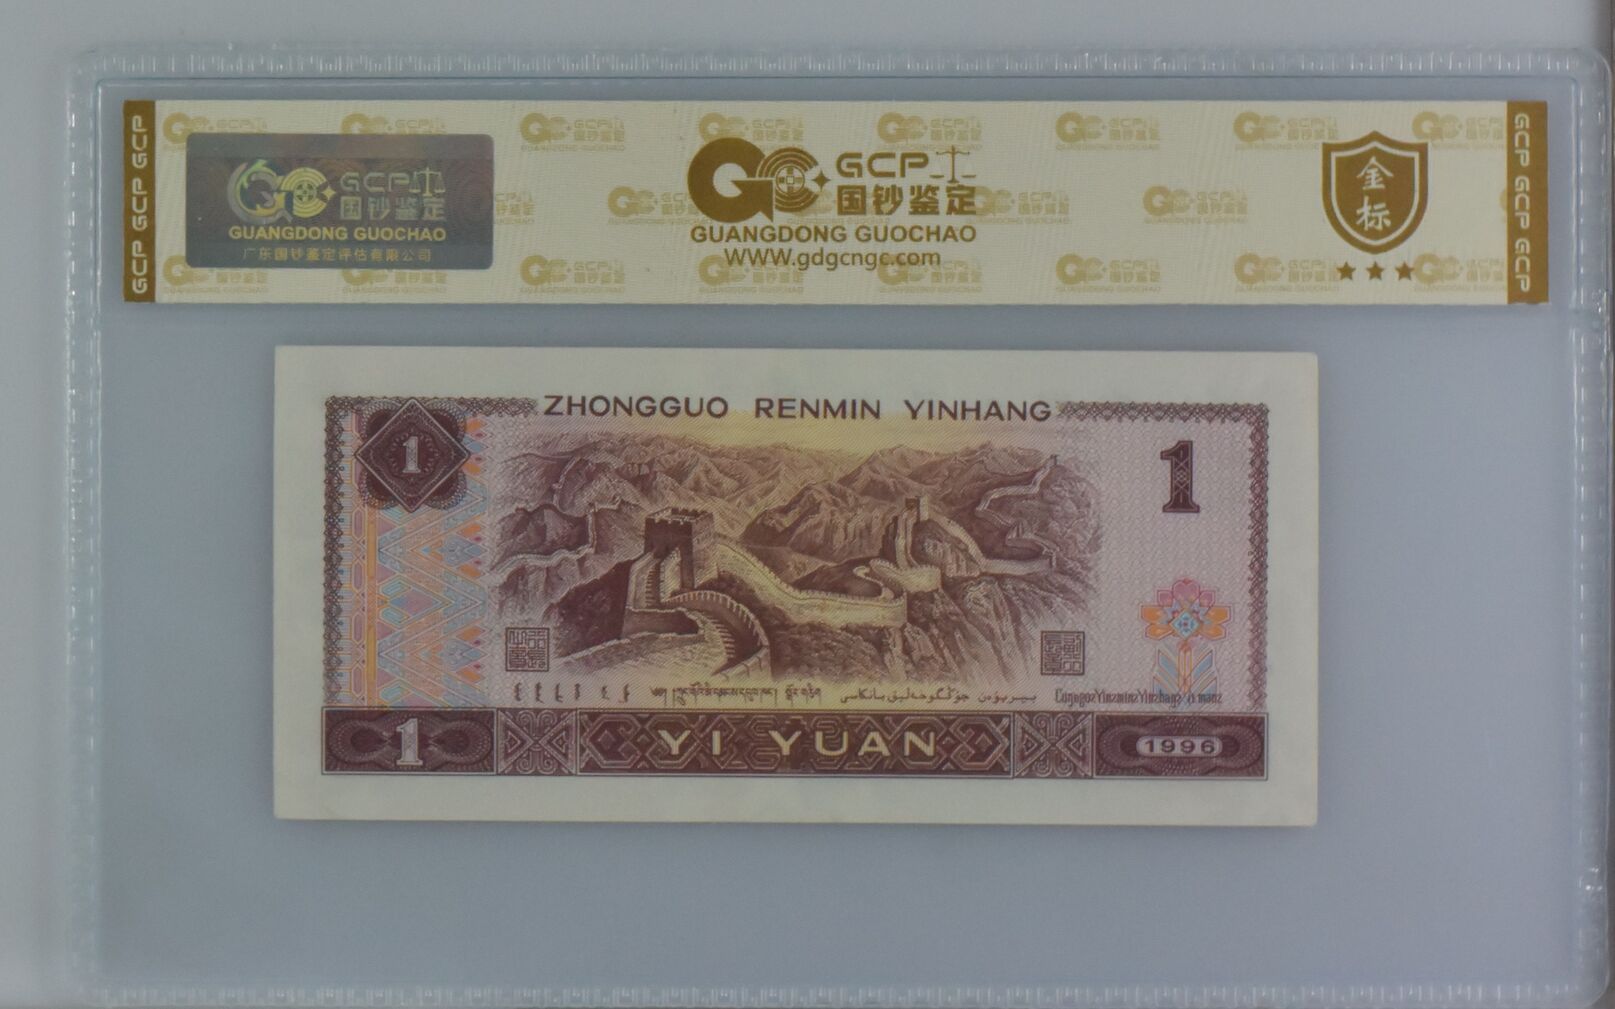 GCP GCP GCP
GCP
国钞鉴定
GUANGDONG GUOCHAO
广东国钞鉴定评估有限公司
GCP
国钞鉴定
GUANGDONG GUOCHAO
WWW.gdgcngc.com
金标
GCP GCP GCP
ZHONGGUO RENMIN YINHANG
1
1
1
YI YUAN
1996